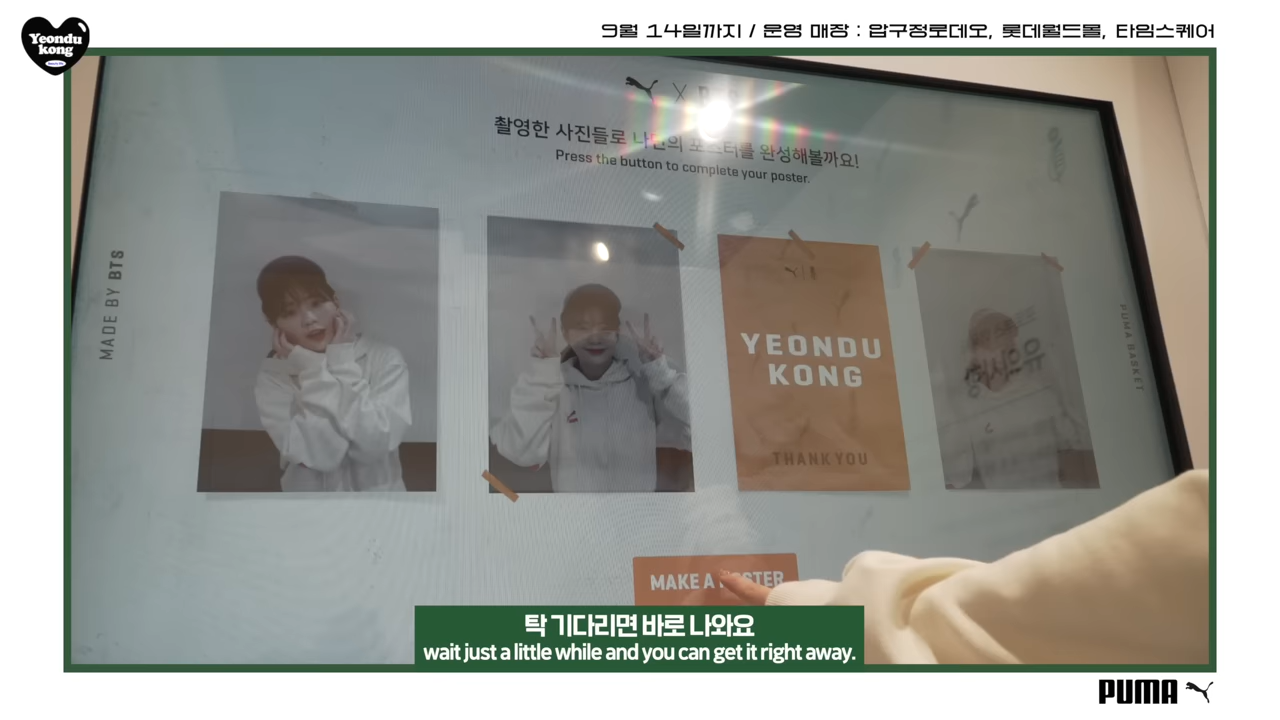 Yeondu
kong
9월 14일까지 / 운영 매장 : 압구정로데오, 롯데월드몰, 타임스퀘어
X
촬영한 사진들로 나만의 포스터를 완성해볼까요!
Press the button to complete your poster.
MADE BY BTS
YEONDU
KONG
THANK YOU
유의사항
PUMA BASKET
MAKE A POSTER
탁 기다리면 바로 나와요
wait just a little while and you can get it right away.
PUMA